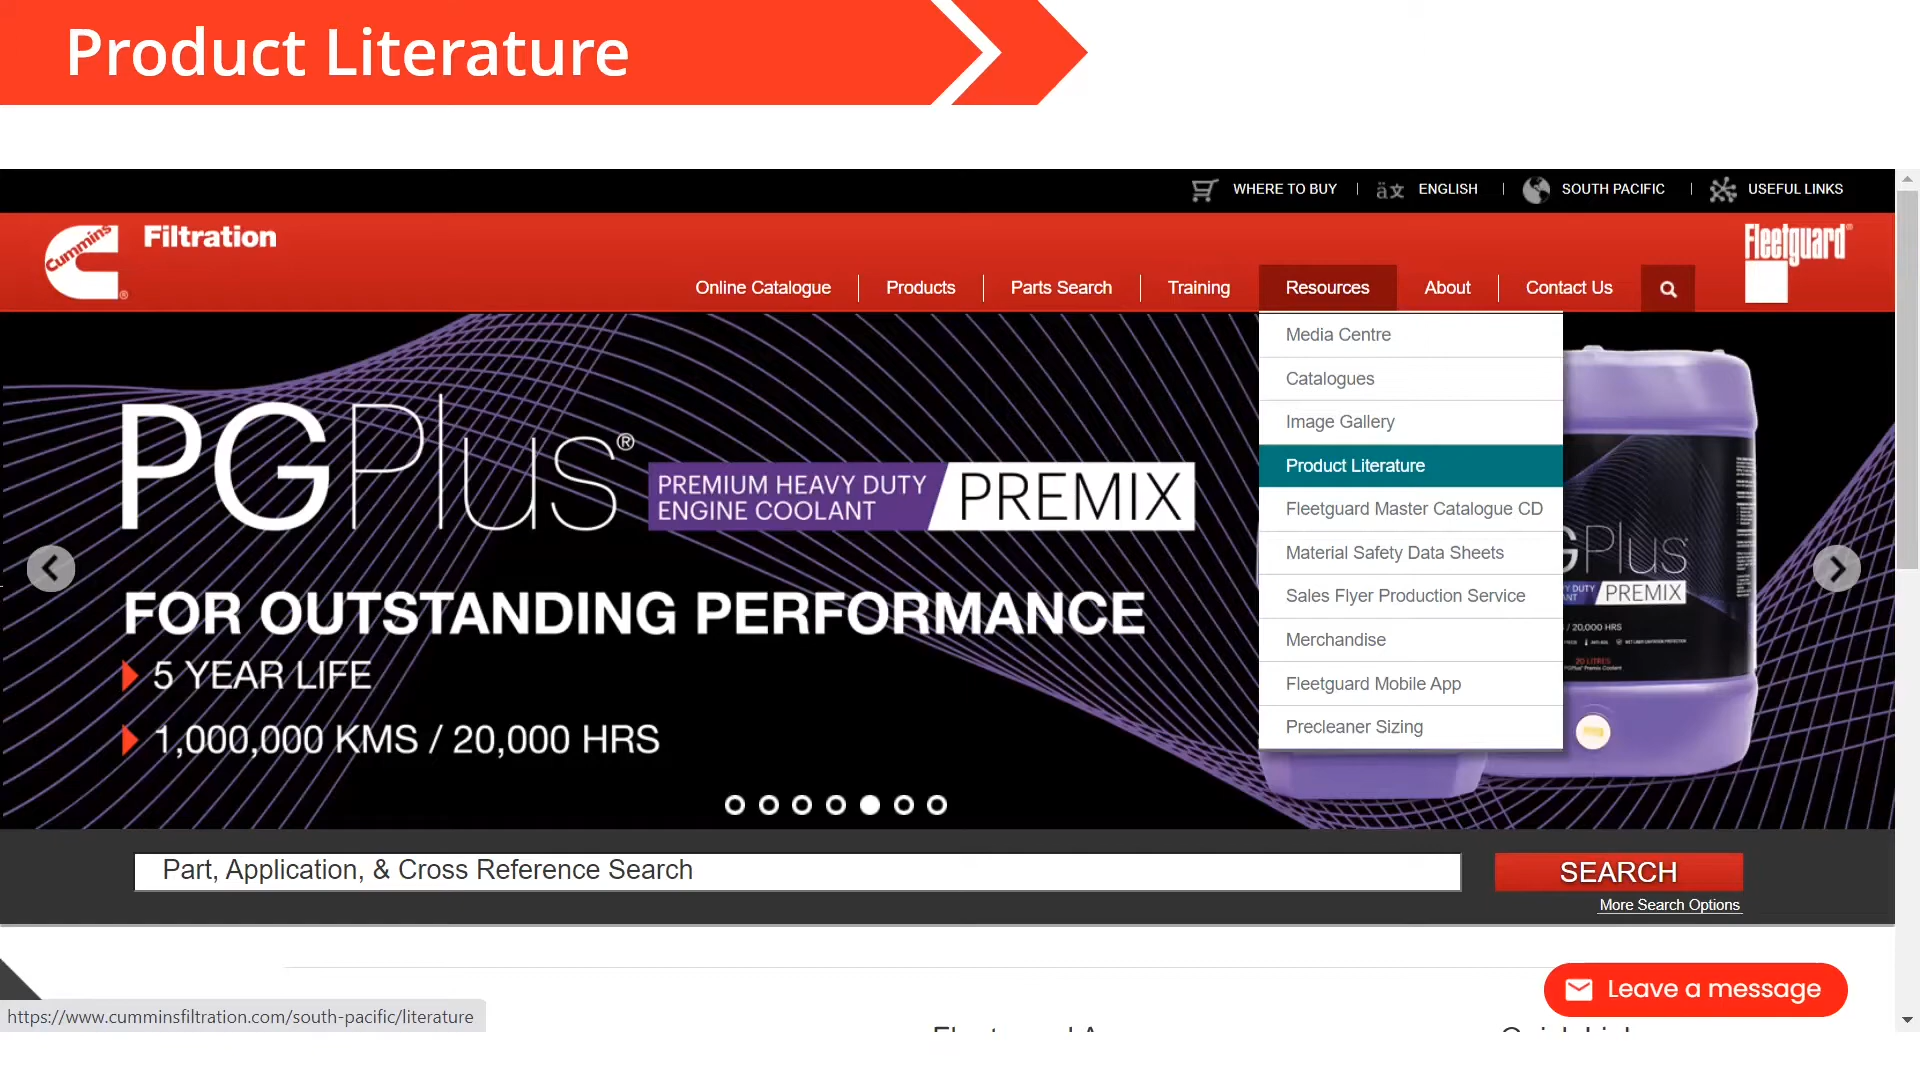 Product Literature
WHERE TO BUY
ENGLISH
SOUTH PACIFIC
USEFUL LINKS
Cummins
Filtration
Fleetguard®
Online Catalogue
Products
Parts Search
Training
Resources
About
Contact Us
Media Centre
Catalogues
Image Gallery
Product Literature
Fleetguard Master Catalogue CD
Material Safety Data Sheets
Sales Flyer Production Service
Merchandise
Fleetguard Mobile App
Precleaner Sizing
PGPlus®
PREMIUM HEAVY DUTY
ENGINE COOLANT
PREMIX
FOR OUTSTANDING PERFORMANCE
5 YEAR LIFE
1,000,000 KMS / 20,000 HRS
GPlus
DUTY
PREMIX
/ 20,000 HRS
20 LITRES
Part, Application, & Cross Reference Search
SEARCH
More Search Options
Leave a message
https://www.cumminsfiltration.com/south-pacific/literature